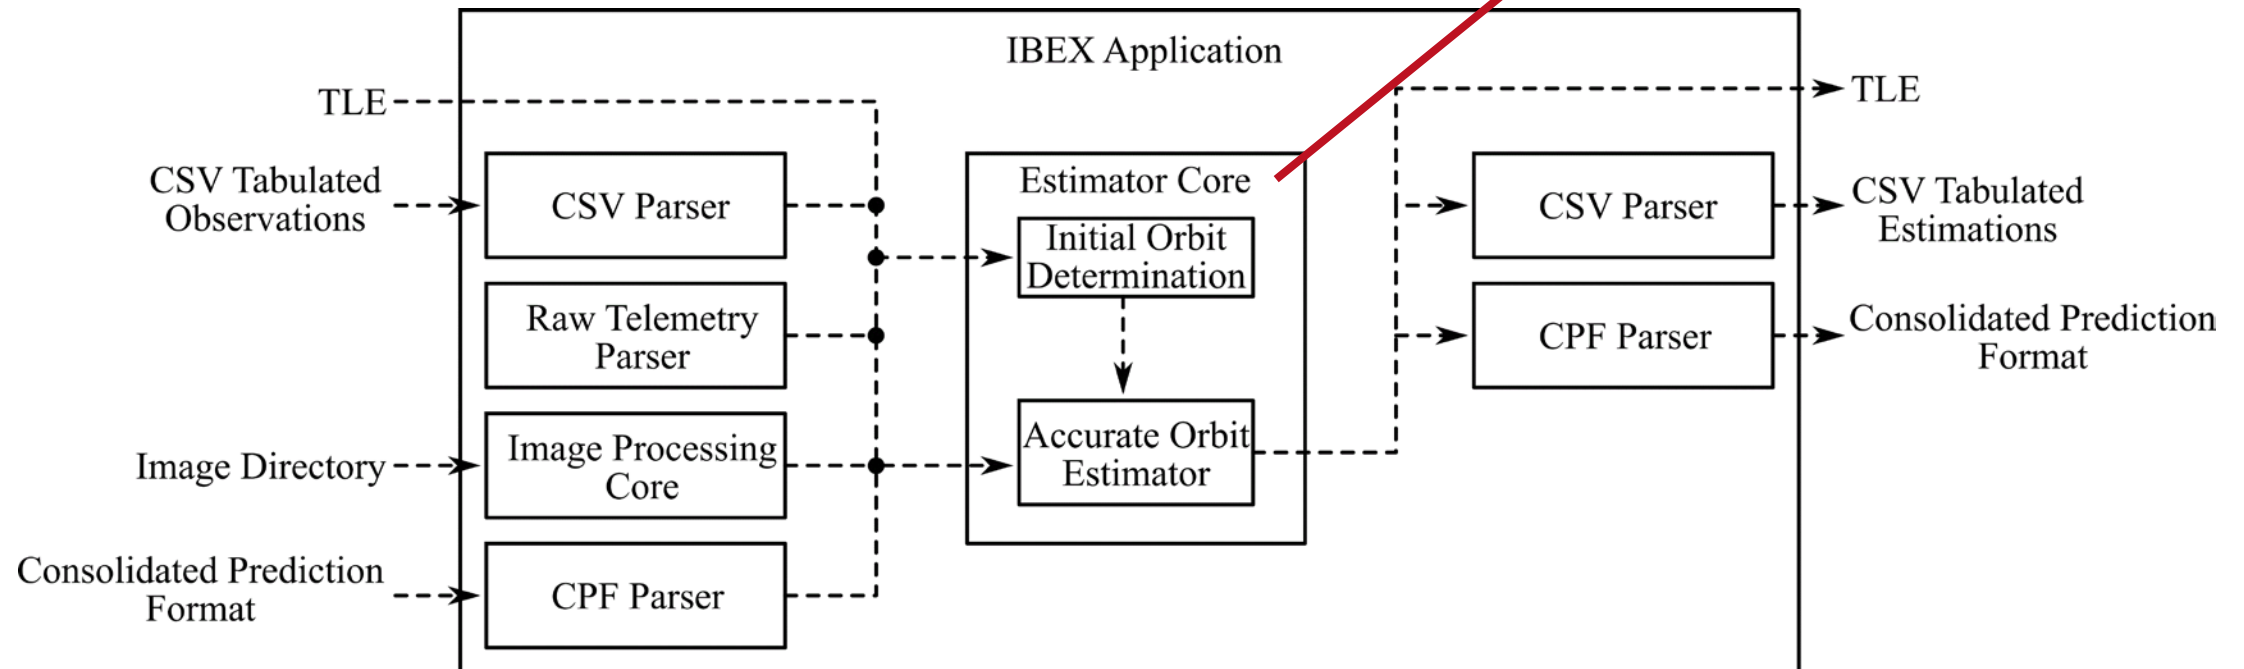 IBEX Application
TLE
CSV Tabulated
Observations
Image Directory
Consolidated Prediction
Format
CSV Parser
Raw Telemetry
Parser
Image Processing
Core
CPF Parser
Estimator Core
Initial Orbit
Determination
Accurate Orbit
Estimator
CSV Parser
CPF Parser
TLE
CSV Tabulated
Estimations
Consolidated Prediction
Format